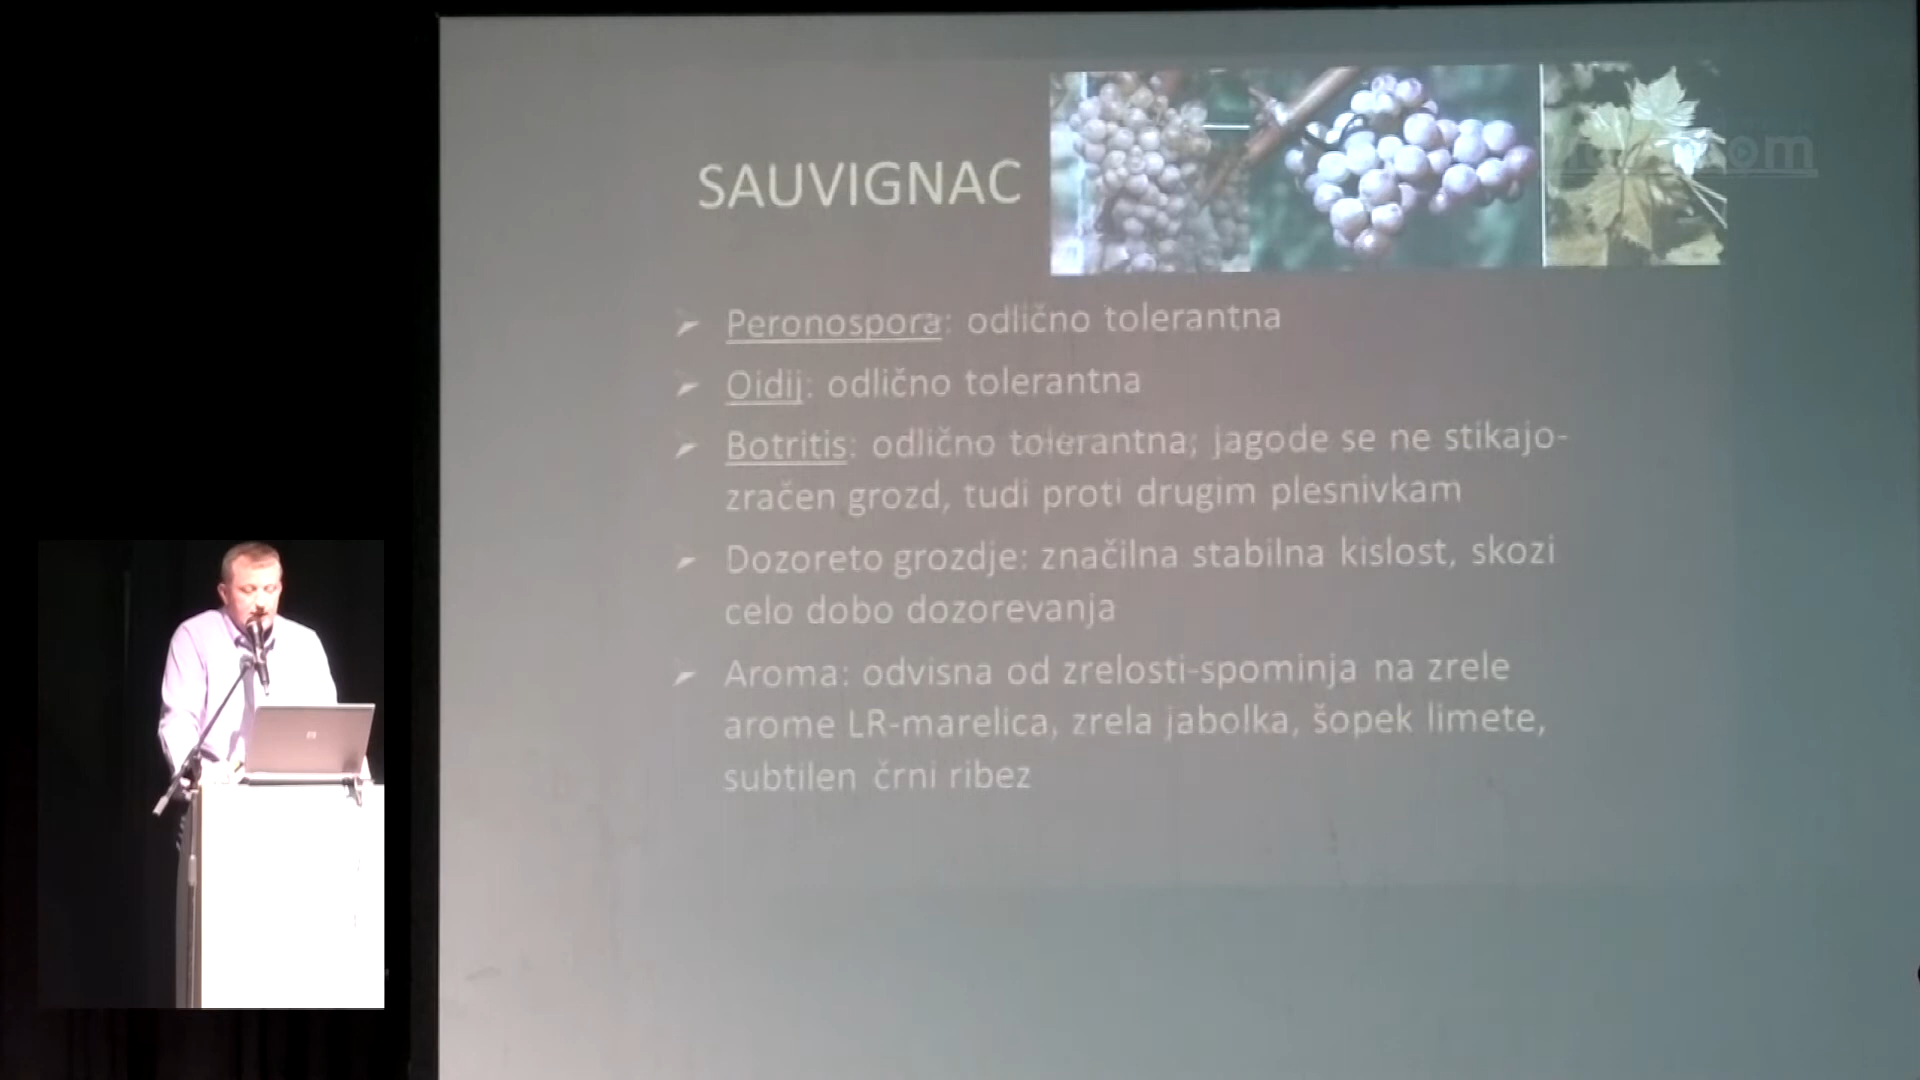 SAUVIGNAC
Peronospora: odlično tolerantna
Oidij: odlično tolerantna
Botritis: odlično tolerantna; jagode se ne stikajo-
zračen grozd, tudi proti drugim plesnivkam
Dozoreto grozdje: značilna stabilna kislost, skozi
celo dobo dozorevanja
Aroma: odvisna od zrelosti-spominja na zrele
arome LR-marelica, zrela jabolka, šopek limete,
subtilen črni ribez